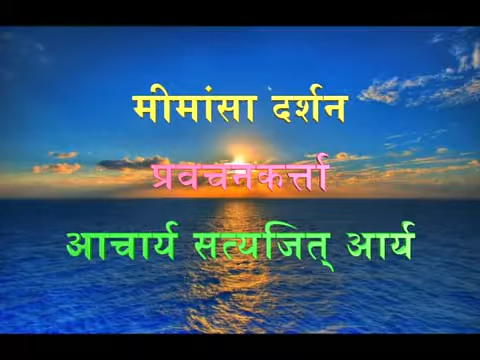 मीमांसा दर्शन
प्रवचनकर्त्ता
आचार्य सत्यजित् आर्य